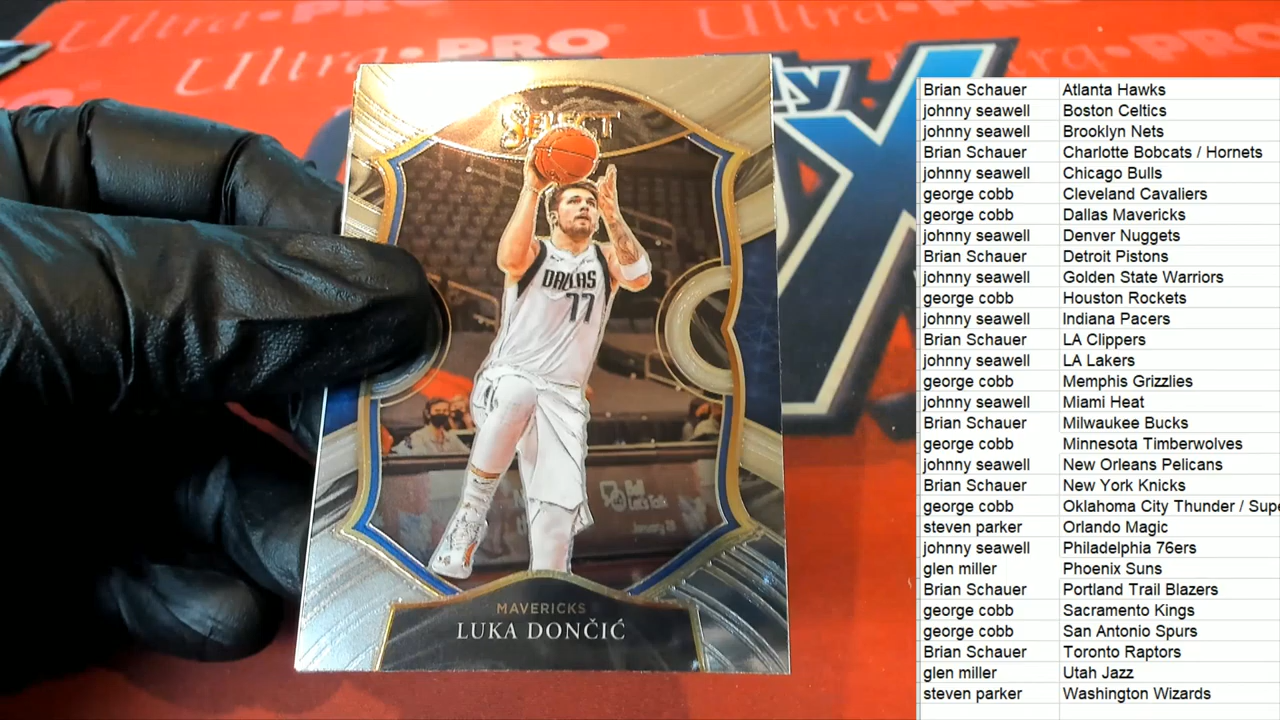 Ultra•PRO
Ultra•PRO
Ultra•PRO
Ultra•PRO
SELECT
DALLAS
77
MAVERICKS
LUKA DONČIĆ
Brian Schauer Atlanta Hawks
johnny seawell Boston Celtics
johnny seawell Brooklyn Nets
Brian Schauer Charlotte Bobcats / Hornets
johnny seawell Chicago Bulls
george cobb Cleveland Cavaliers
george cobb Dallas Mavericks
johnny seawell Denver Nuggets
Brian Schauer Detroit Pistons
johnny seawell Golden State Warriors
george cobb Houston Rockets
johnny seawell Indiana Pacers
Brian Schauer LA Clippers
johnny seawell LA Lakers
george cobb Memphis Grizzlies
johnny seawell Miami Heat
Brian Schauer Milwaukee Bucks
george cobb Minnesota Timberwolves
johnny seawell New Orleans Pelicans
Brian Schauer New York Knicks
george cobb Oklahoma City Thunder / Supe
steven parker Orlando Magic
johnny seawell Philadelphia 76ers
glen miller Phoenix Suns
Brian Schauer Portland Trail Blazers
george cobb Sacramento Kings
george cobb San Antonio Spurs
Brian Schauer Toronto Raptors
glen miller Utah Jazz
steven parker Washington Wizards